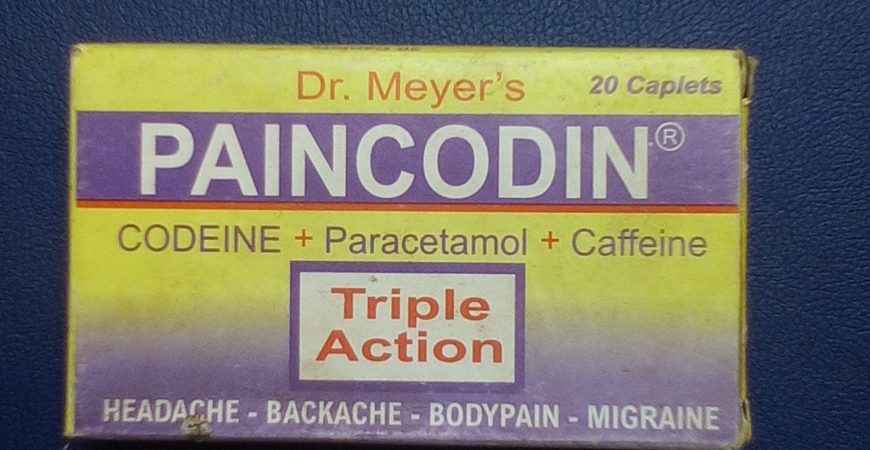 Dr. Meyer's
20 Caplets
PAINCODIN®
CODEINE + Paracetamol + Caffeine
Triple
Action
HEADACHE - BACKACHE - BODYPAIN - MIGRAINE